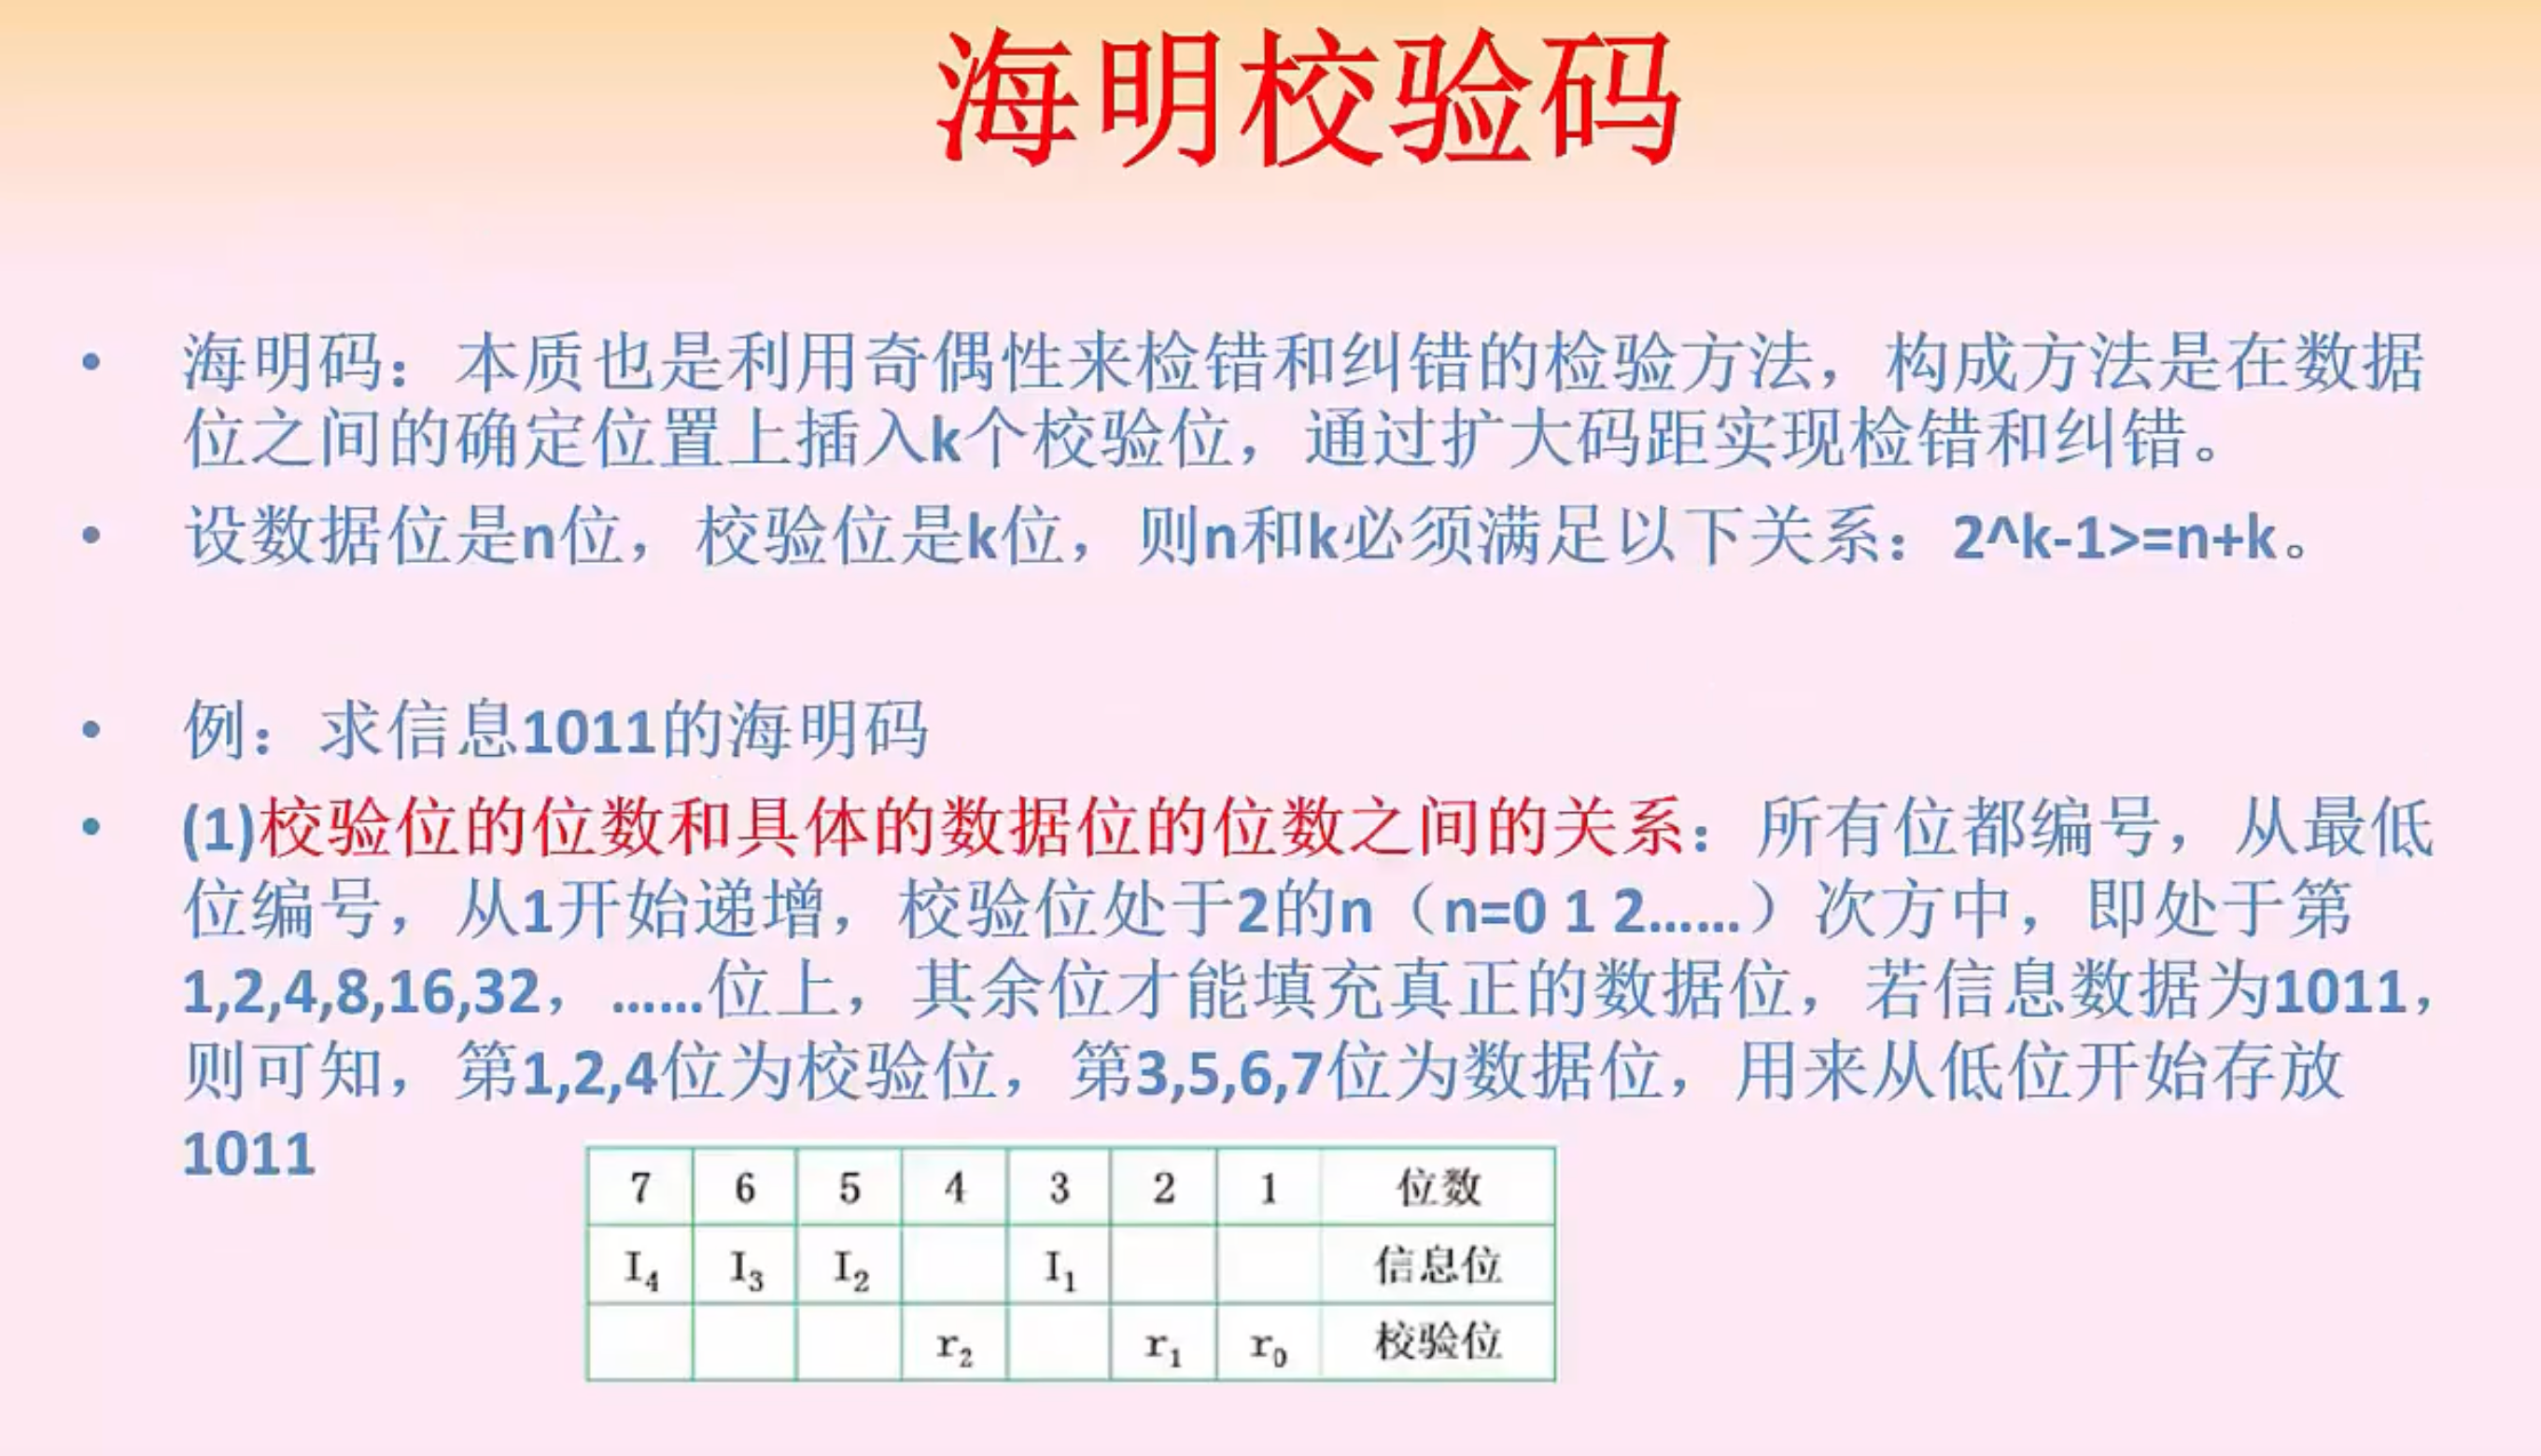 海明校验码
• 海明码：本质也是利用奇偶性来检错和纠错的检验方法，构成方法是在数据
位之间的确定位置上插入k个校验位，通过扩大码距实现检错和纠错。
• 设数据位是n位，校验位是k位，则n和k必须满足以下关系：2^k-1>=n+k。
• 例：求信息1011的海明码
• (1)校验位的位数和具体的数据位的位数之间的关系：所有位都编号，从最低
位编号，从1开始递增，校验位处于2的n（n=0 1 2……）次方中，即处于第
1,2,4,8,16,32，……位上，其余位才能填充真正的数据位，若信息数据为1011，
则可知，第1,2,4位为校验位，第3,5,6,7位为数据位，用来从低位开始存放
1011
7 6 5 4 3 2 1 位数
I₄ I₃ I₂ I₁ 信息位
r₂ r₁ r₀ 校验位